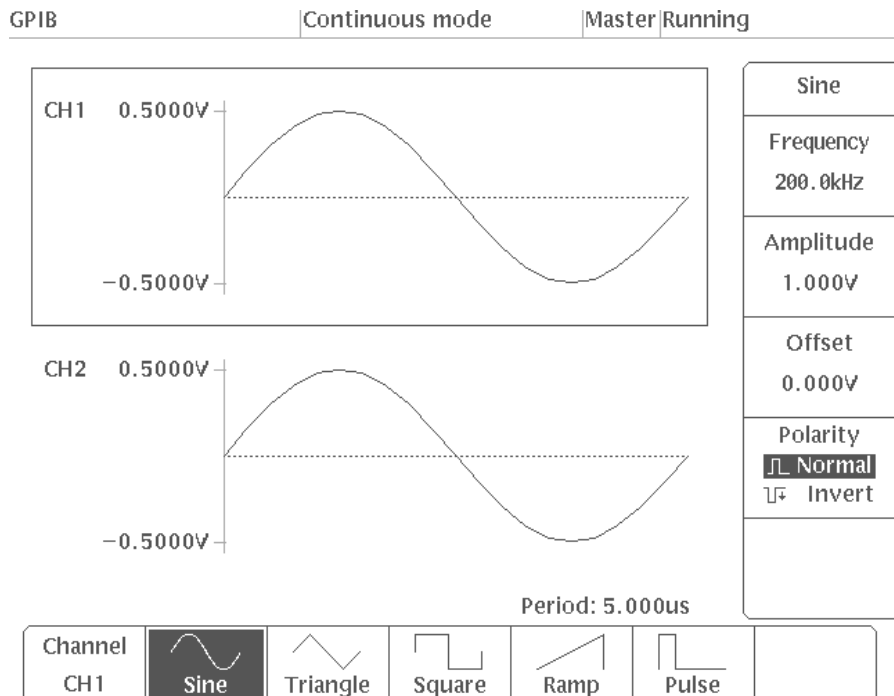 GPIB Continuous mode Master Running
CH1 0.5000V
-0.5000V
CH2 0.5000V
-0.5000V
Period: 5.000us
Sine
Frequency
200.0kHz
Amplitude
1.000V
Offset
0.000V
Polarity
Normal
Invert
Channel
CH1
Sine
Triangle
Square
Ramp
Pulse